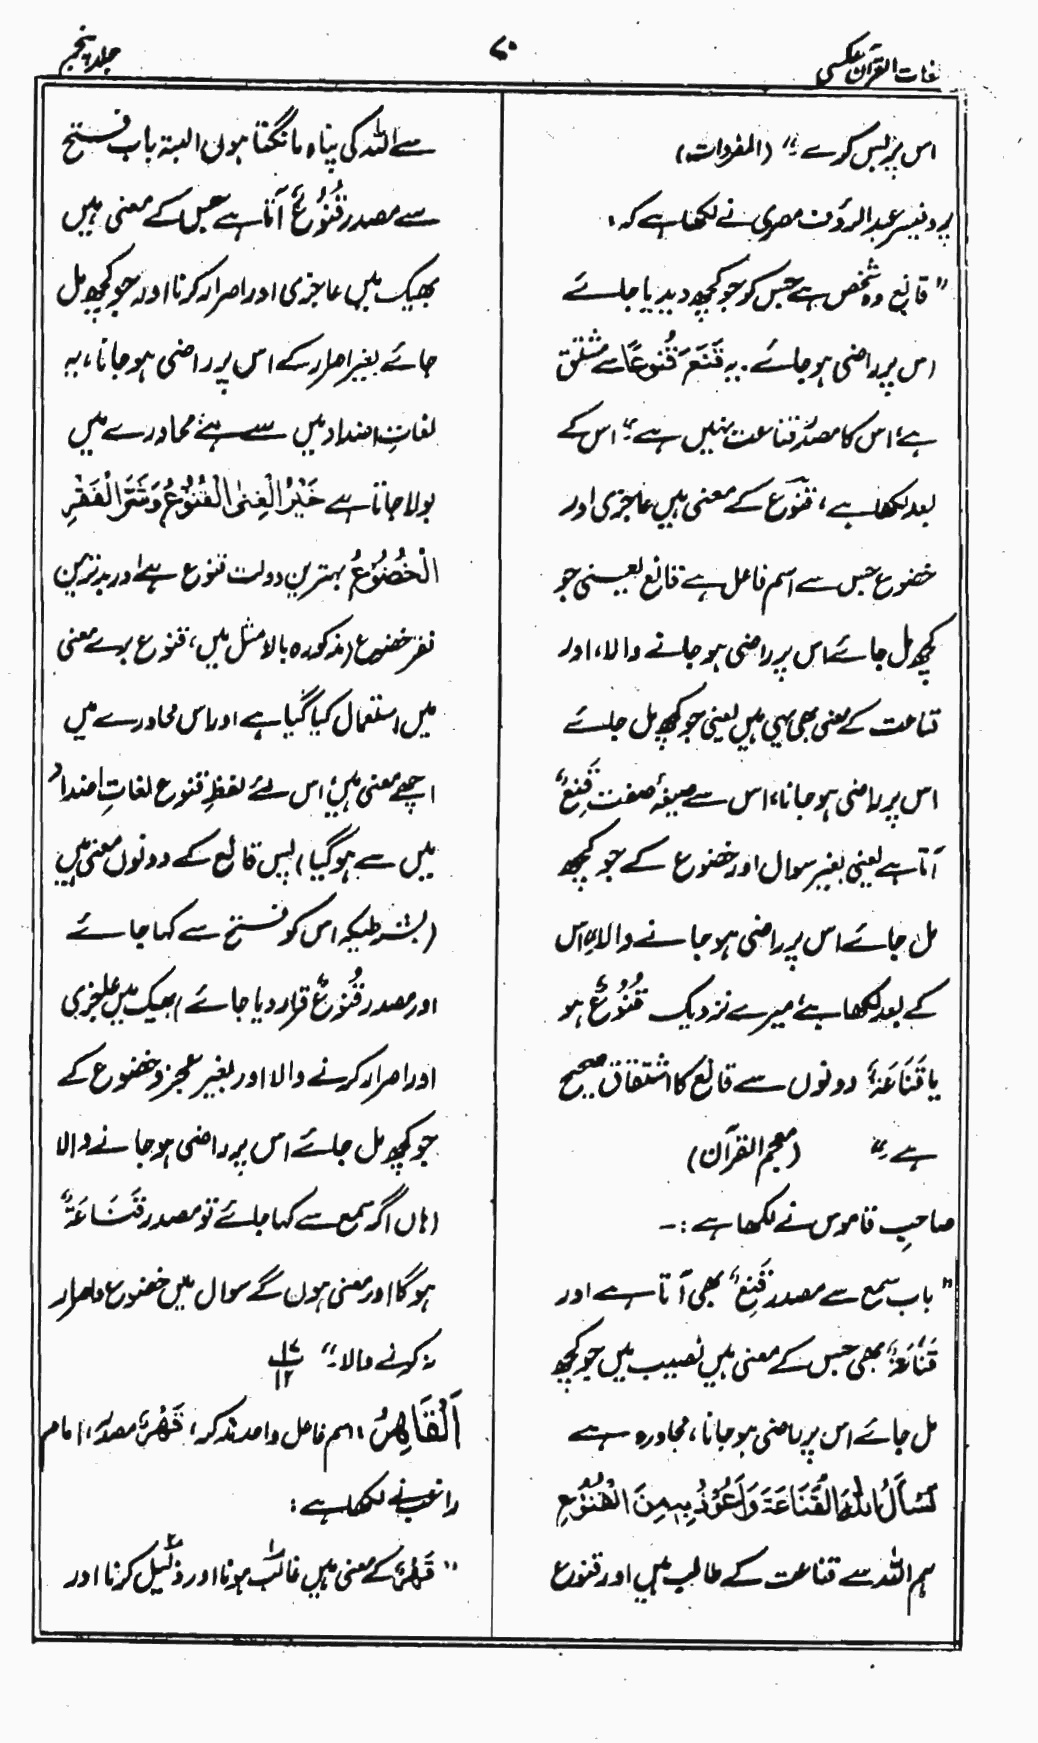 لغات القرآن عکسی
۷۰
جلد پنجم
اس پر بس کرے ؛“ (المفردات)
پروفیسر عبدالرؤف مصری نے لکھا ہے کہ :
”قانع وہ شخص ہے جس کو جو کچھ دیدیا جائے
اس پر راضی ہو جائے . یہ قَنَعَ قُنُوعًا سے مشتق
ہے؛ اس کا مصدر قناعت نہیں ہے ؛“ اس کے
بعد لکھا ہے ، قنوع کے معنی ہیں عاجزی اور
خضوع جس سے اسم فاعل ہے قانع یعنی جو
کچھ مل جائے اس پر راضی ہو جانے والا، اور
قناعت کے معنی بھی یہی ہیں یعنی جو کچھ مل جائے
اس پر راضی ہو جانا، اس سے صیغۂ صفت قَنِعٌ
آتا ہے یعنی بغیر سوال اور خضوع کے جو کچھ
مل جائے اس پر راضی ہو جانے والا؛ اس
کے بعد لکھا ہے؛ میرے نزدیک قُنُوْعٌ ہو
یا قَنَاعَةٌ دونوں سے قانع کا اشتقاق صحیح
ہے ؛“ (معجم القرآن)
صاحبِ قاموس نے لکھا ہے :-
”باب سمع سے مصدر قَنِعٌ بھی آتا ہے اور
قَنَاعَةٌ بھی جس کے معنی ہیں نصیب میں جو کچھ
مل جائے اس پر راضی ہو جانا ، محاورہ ہے
نَسْأَلُ اللّٰهَ الْقَنَاعَةَ وَنَعُوْذُ بِهٖ مِنَ الْقُنُوْعِ
ہم اللہ سے قناعت کے طالب ہیں اور قنوع
سے اللہ کی پناہ مانگتا ہوں البتہ باب فتح
سے مصدر قُنُوْعٌ آتا ہے جس کے معنی ہیں
بھیک میں عاجزی اور اصرار کرنا اور جو کچھ مل
جائے بغیر اصرار کے اس پر راضی ہو جانا ، یہ
لغاتِ اضداد میں سے ہے؛ محاورے میں
بولا جاتا ہے خَيْرُ الْغِنٰى الْقُنُوْعُ وَشَرُّ الْفَقْرِ
الْخُضُوْعُ بہترین دولت قنوع ہے اور بدترین
فقر خضوع (مذکورہ بالا مثل میں، قنوع برے معنی
میں استعمال کیا گیا ہے اور اس محاورے میں
اچھے معنی ہیں؛ اس لئے لفظِ قنوع لغاتِ اضداد
میں سے ہو گیا) پس قانع کے دونوں معنی ہیں
(بشرطیکہ اس کو فتح سے کہا جائے
اور مصدر قُنُوْعٌ قرار دیا جائے) بھیک میں عاجزی
اور اصرار کرنے والا اور بغیر عجز و خضوع کے
جو کچھ مل جائے اس پر راضی ہو جانے والا
(ہاں اگر سمع سے کہا جائے تو مصدر قَنَاعَةٌ
ہو گا اور معنی ہوں گے سوال میں خضوع و اصرار
نہ کرنے والا ؛“ ۱۲
اَلْقَاهِرُ ، اسم فاعل واحد مذکر ، قَهْرٌ مصدر، امام
راغب نے لکھا ہے :
”قَهْرٌ کے معنی ہیں غالب ہونا اور ذلیل کرنا اور